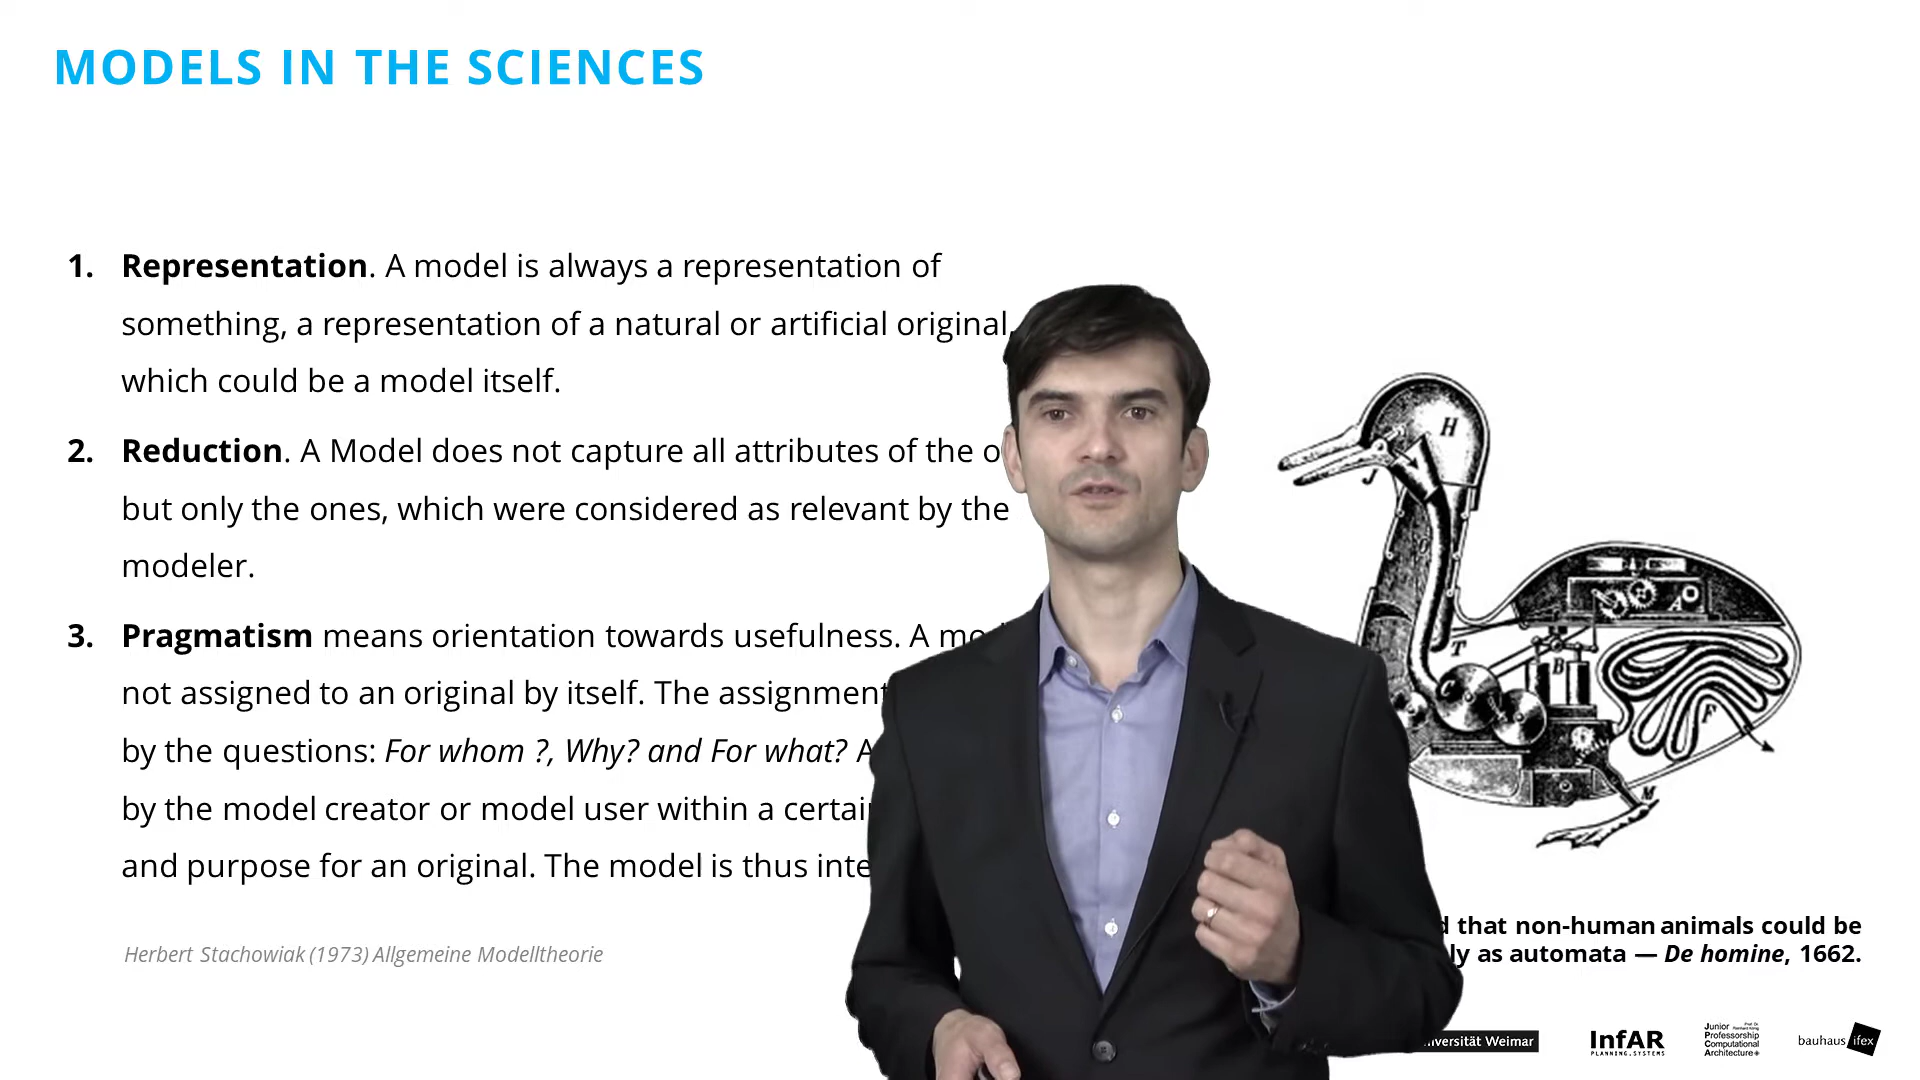 MODELS IN THE SCIENCES
1. Representation. A model is always a representation of
something, a representation of a natural or artificial original,
which could be a model itself.
2. Reduction. A Model does not capture all attributes of the
but only the ones, which were considered as relevant by the
modeler.
3. Pragmatism means orientation towards usefulness. A
not assigned to an original by itself. The assignment
by the questions: For whom ?, Why? and For what?
by the model creator or model user within a
and purpose for an original. The model is thus
Herbert Stachowiak (1973) Allgemeine Modelltheorie
H
A
T
B
C
F
M
that non-human animals could be
as automata — De homine, 1662.
Weimar
InfAR
PLANNING.SYSTEMS
Junior
Professorship
Computational
Architecture+
bauhaus ifex